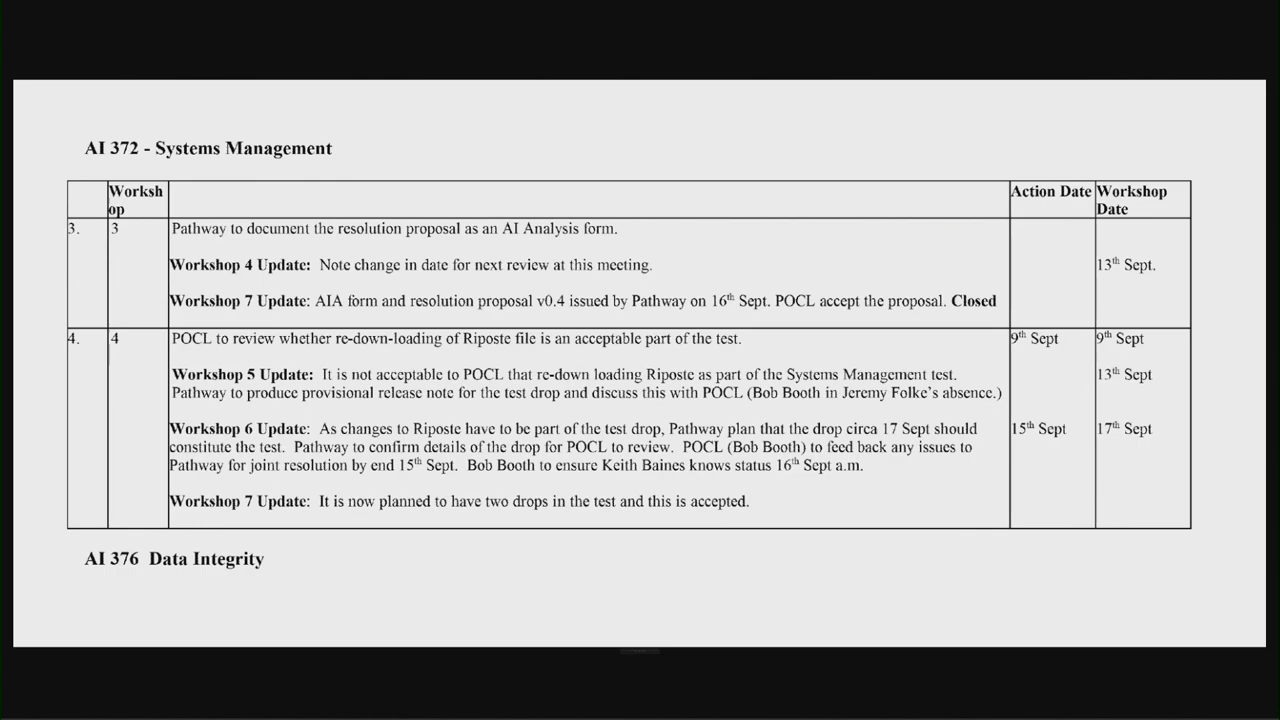 AI 372 - Systems Management
Worksh
op
Action Date
Workshop
Date
3.
3
Pathway to document the resolution proposal as an AI Analysis form.
Workshop 4 Update: Note change in date for next review at this meeting.
13th Sept.
Workshop 7 Update: AIA form and resolution proposal v0.4 issued by Pathway on 16th Sept. POCL accept the proposal. Closed
4.
4
POCL to review whether re-down-loading of Riposte file is an acceptable part of the test.
9th Sept
9th Sept
Workshop 5 Update: It is not acceptable to POCL that re-down loading Riposte as part of the Systems Management test.
13th Sept
Pathway to produce provisional release note for the test drop and discuss this with POCL (Bob Booth in Jeremy Folke's absence.)
Workshop 6 Update: As changes to Riposte have to be part of the test drop, Pathway plan that the drop circa 17 Sept should
15th Sept
17th Sept
constitute the test. Pathway to confirm details of the drop for POCL to review. POCL (Bob Booth) to feed back any issues to
Pathway for joint resolution by end 15th Sept. Bob Booth to ensure Keith Baines knows status 16th Sept a.m.
Workshop 7 Update: It is now planned to have two drops in the test and this is accepted.
AI 376 Data Integrity